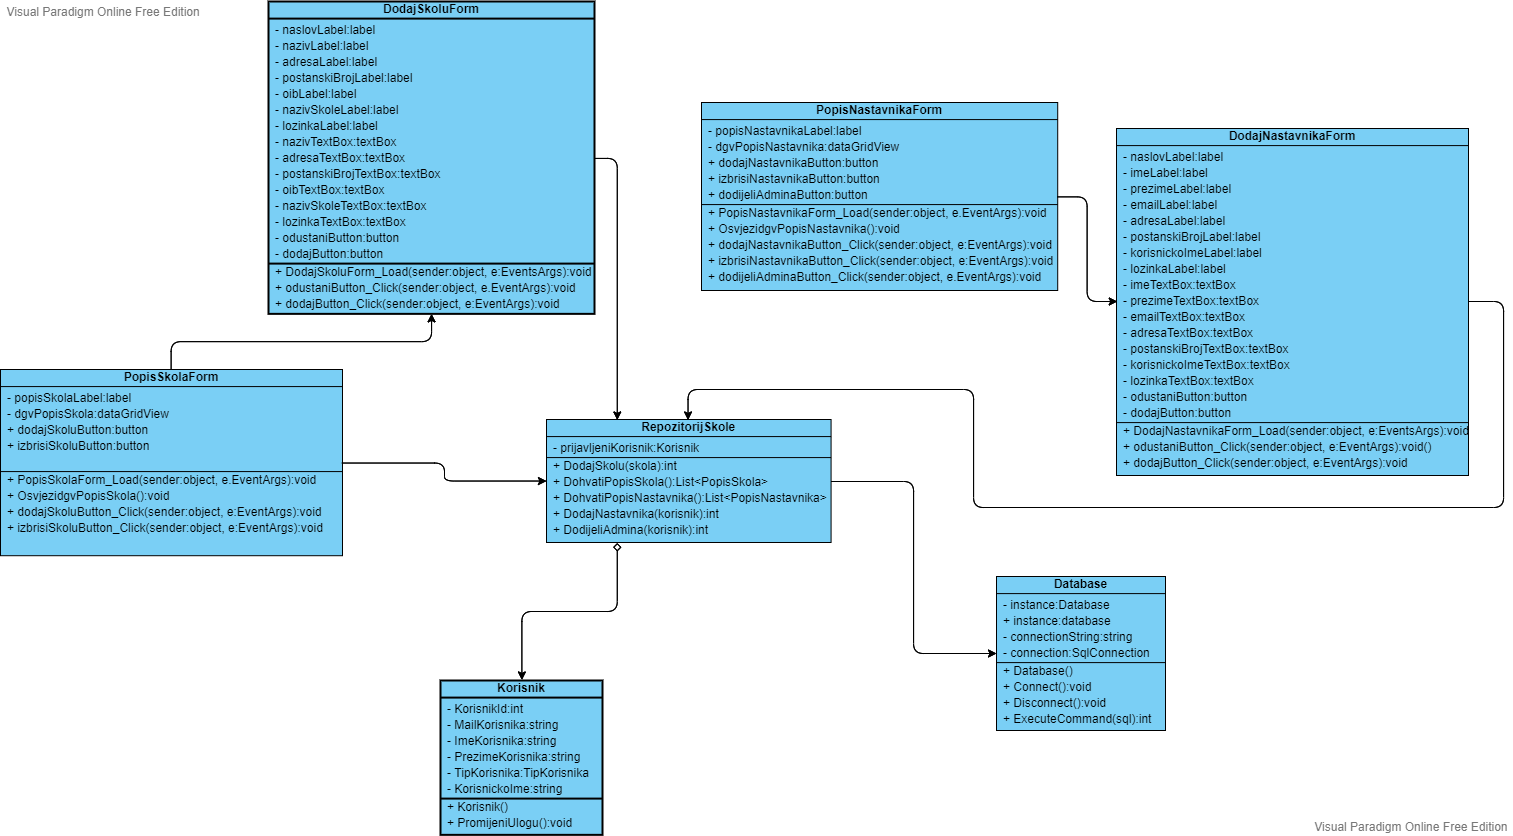 Visual Paradigm Online Free Edition
DodajSkoluForm
- naslovLabel:label
- nazivLabel:label
- adresaLabel:label
- postanskiBrojLabel:label
- oibLabel:label
- nazivSkoleLabel:label
- lozinkaLabel:label
- nazivTextBox:textBox
- adresaTextBox:textBox
- postanskiBrojTextBox:textBox
- oibTextBox:textBox
- nazivSkoleTextBox:textBox
- lozinkaTextBox:textBox
- odustaniButton:button
- dodajButton:button
+ DodajSkoluForm_Load(sender:object, e:EventsArgs):void
+ odustaniButton_Click(sender:object, e.EventArgs):void
+ dodajButton_Click(sender:object, e:EventArgs):void
PopisNastavnikaForm
- popisNastavnikaLabel:label
- dgvPopisNastavnika:dataGridView
+ dodajNastavnikaButton:button
+ izbrisiNastavnikaButton:button
+ dodijeliAdminaButton:button
+ PopisNastavnikaForm_Load(sender:object, e.EventArgs):void
+ OsvjezidgvPopisNastavnika():void
+ dodajNastavnikaButton_Click(sender:object, e:EventArgs):void
+ izbrisiNastavnikaButton_Click(sender:object, e:EventArgs):void
+ dodijeliAdminaButton_Click(sender:object, e:EventArgs):void
DodajNastavnikaForm
- naslovLabel:label
- imeLabel:label
- prezimeLabel:label
- emailLabel:label
- adresaLabel:label
- postanskiBrojLabel:label
- korisnickoImeLabel:label
- lozinkaLabel:label
- imeTextBox:textBox
- prezimeTextBox:textBox
- emailTextBox:textBox
- adresaTextBox:textBox
- postanskiBrojTextBox:textBox
- korisnickoImeTextBox:textBox
- lozinkaTextBox:textBox
- odustaniButton:button
- dodajButton:button
+ DodajNastavnikaForm_Load(sender:object, e:EventsArgs):void
+ odustaniButton_Click(sender:object, e:EventArgs):void()
+ dodajButton_Click(sender:object, e:EventArgs):void
PopisSkolaForm
- popisSkolaLabel:label
- dgvPopisSkola:dataGridView
+ dodajSkoluButton:button
+ izbrisiSkoluButton:button
+ PopisSkolaForm_Load(sender:object, e.EventArgs):void
+ OsvjezidgvPopisSkola():void
+ dodajSkoluButton_Click(sender:object, e:EventArgs):void
+ izbrisiSkoluButton_Click(sender:object, e:EventArgs):void
RepozitorijSkole
- prijavljeniKorisnik:Korisnik
+ DodajSkolu(skola):int
+ DohvatiPopisSkola():List<PopisSkola>
+ DohvatiPopisNastavnika():List<PopisNastavnika>
+ DodajNastavnika(korisnik):int
+ DodijeliAdmina(korisnik):int
Database
- instance:Database
+ instance:database
- connectionString:string
- connection:SqlConnection
+ Database()
+ Connect():void
+ Disconnect():void
+ ExecuteCommand(sql):int
Korisnik
- KorisnikId:int
- MailKorisnika:string
- ImeKorisnika:string
- PrezimeKorisnika:string
- TipKorisnika:TipKorisnika
- KorisnickoIme:string
+ Korisnik()
+ PromijeniUlogu():void
Visual Paradigm Online Free Edition